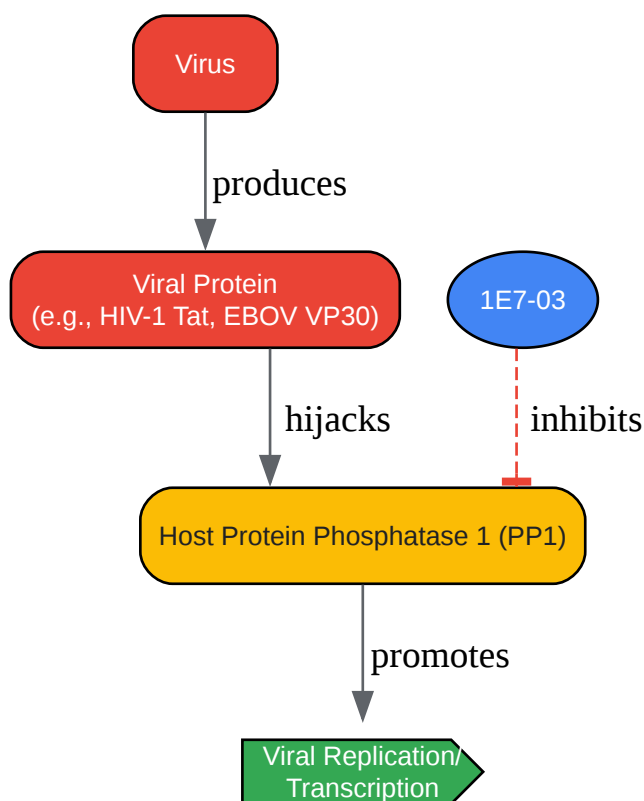 Virus
produces
Viral Protein
(e.g., HIV-1 Tat, EBOV VP30)
1E7-03
hijacks
inhibits
Host Protein Phosphatase 1 (PP1)
promotes
Viral Replication/
Transcription